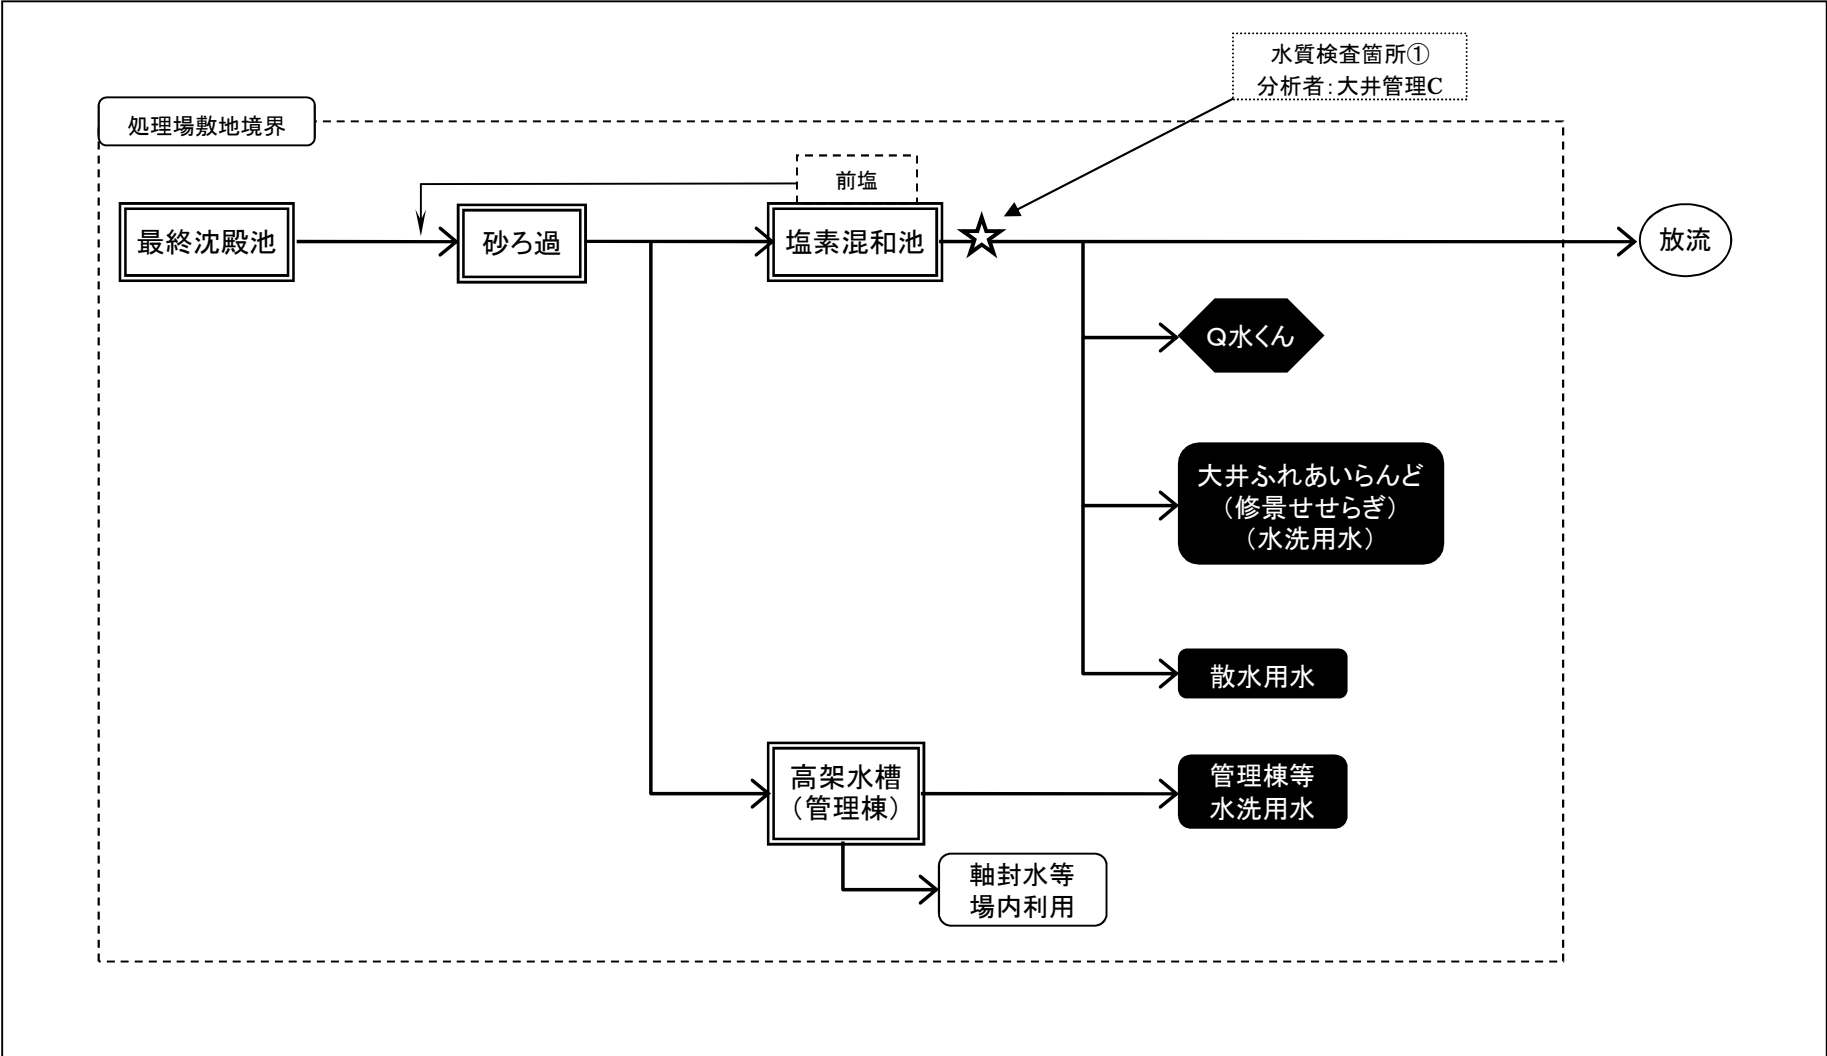 水質検査箇所①
分析者：大井管理C
処理場敷地境界
前塩
最終沈殿池
砂ろ過
塩素混和池
放流
Q水くん
大井ふれあいらんど
（修景せせらぎ）
（水洗用水）
散水用水
高架水槽
（管理棟）
管理棟等
水洗用水
軸封水等
場内利用